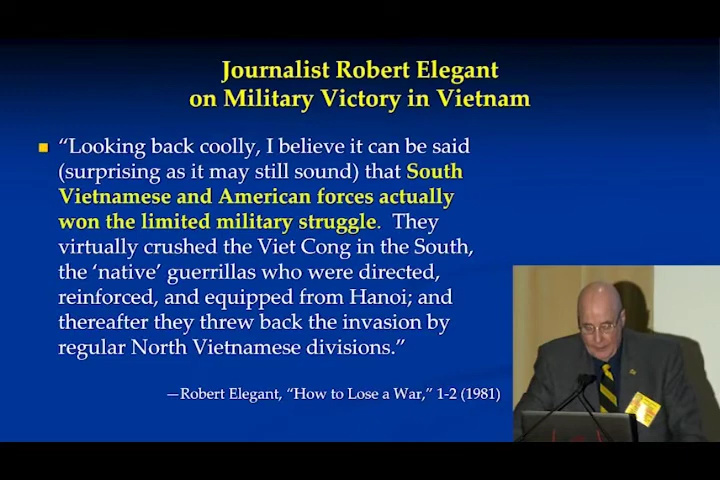 Journalist Robert Elegant
on Military Victory in Vietnam
“Looking back coolly, I believe it can be said
(surprising as it may still sound) that South
Vietnamese and American forces actually
won the limited military struggle.  They
virtually crushed the Viet Cong in the South,
the ‘native’ guerrillas who were directed,
reinforced, and equipped from Hanoi; and
thereafter they threw back the invasion by
regular North Vietnamese divisions.”
—Robert Elegant, “How to Lose a War,” 1-2 (1981)